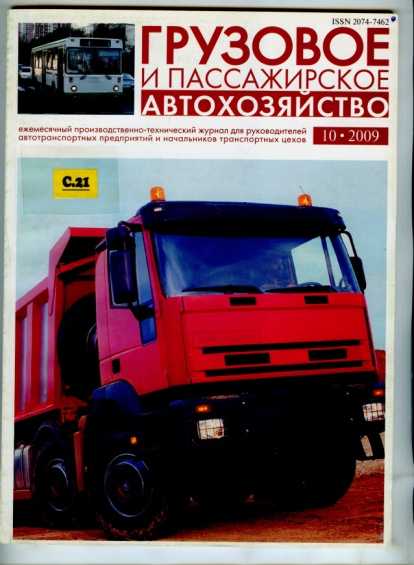 ISSN 2074-7462
ГРУЗОВОЕ
И ПАССАЖИРСКОЕ
АВТОХОЗЯЙСТВО
ежемесячный производственно-технический журнал для руководителей
автотранспортных предприятий и начальников транспортных цехов
10 • 2009
С.21